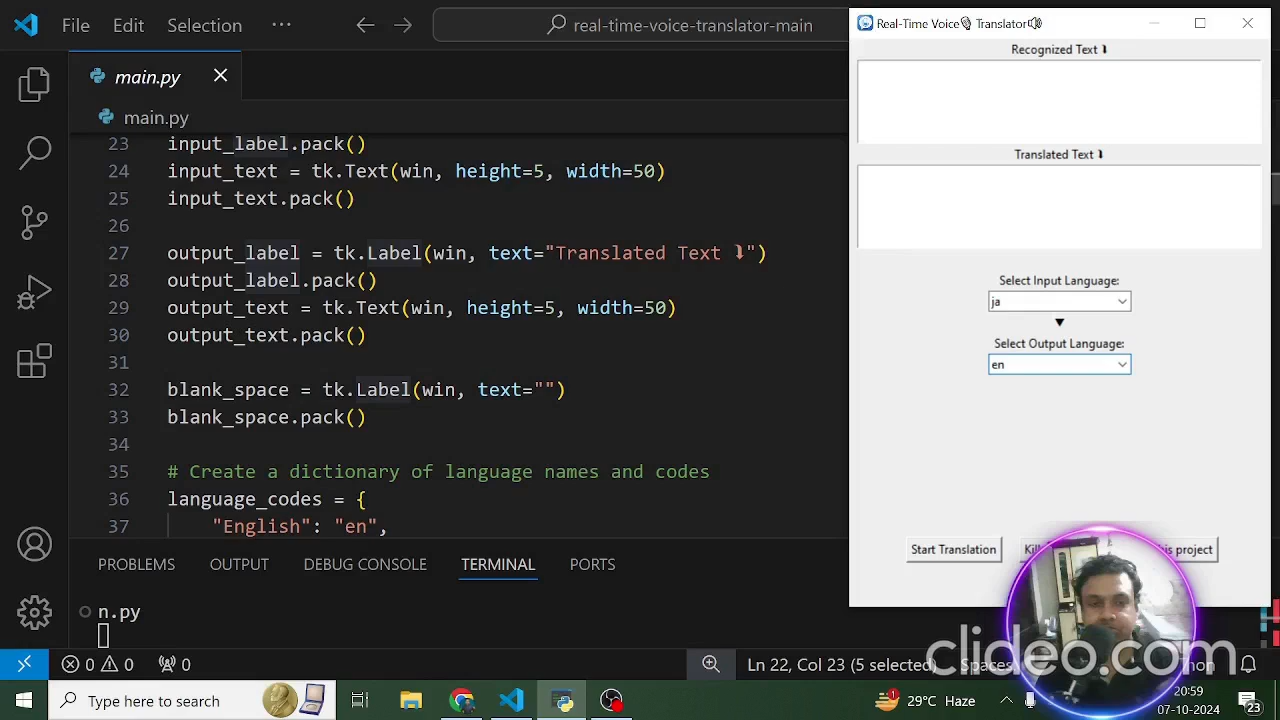 File Edit Selection ··· real-time-voice-translator-main
main.py
main.py
23 input_label.pack()
24 input_text = tk.Text(win, height=5, width=50)
25 input_text.pack()
26
27 output_label = tk.Label(win, text="Translated Text ⤵")
28 output_label.pack()
29 output_text = tk.Text(win, height=5, width=50)
30 output_text.pack()
31
32 blank_space = tk.Label(win, text="")
33 blank_space.pack()
34
35 # Create a dictionary of language names and codes
36 language_codes = {
37 "English": "en",
PROBLEMS OUTPUT DEBUG CONSOLE TERMINAL PORTS
n.py
0 0 0 Ln 22, Col 23 (5 selected) Spaces
Real-Time Voice🎙 Translator🔊
Recognized Text ⤵
Translated Text ⤵
Select Input Language:
ja
▼
Select Output Language:
en
Start Translation Kill project
clideo.com
Type here to search 1 29°C Haze 20:59
07-10-2024 23